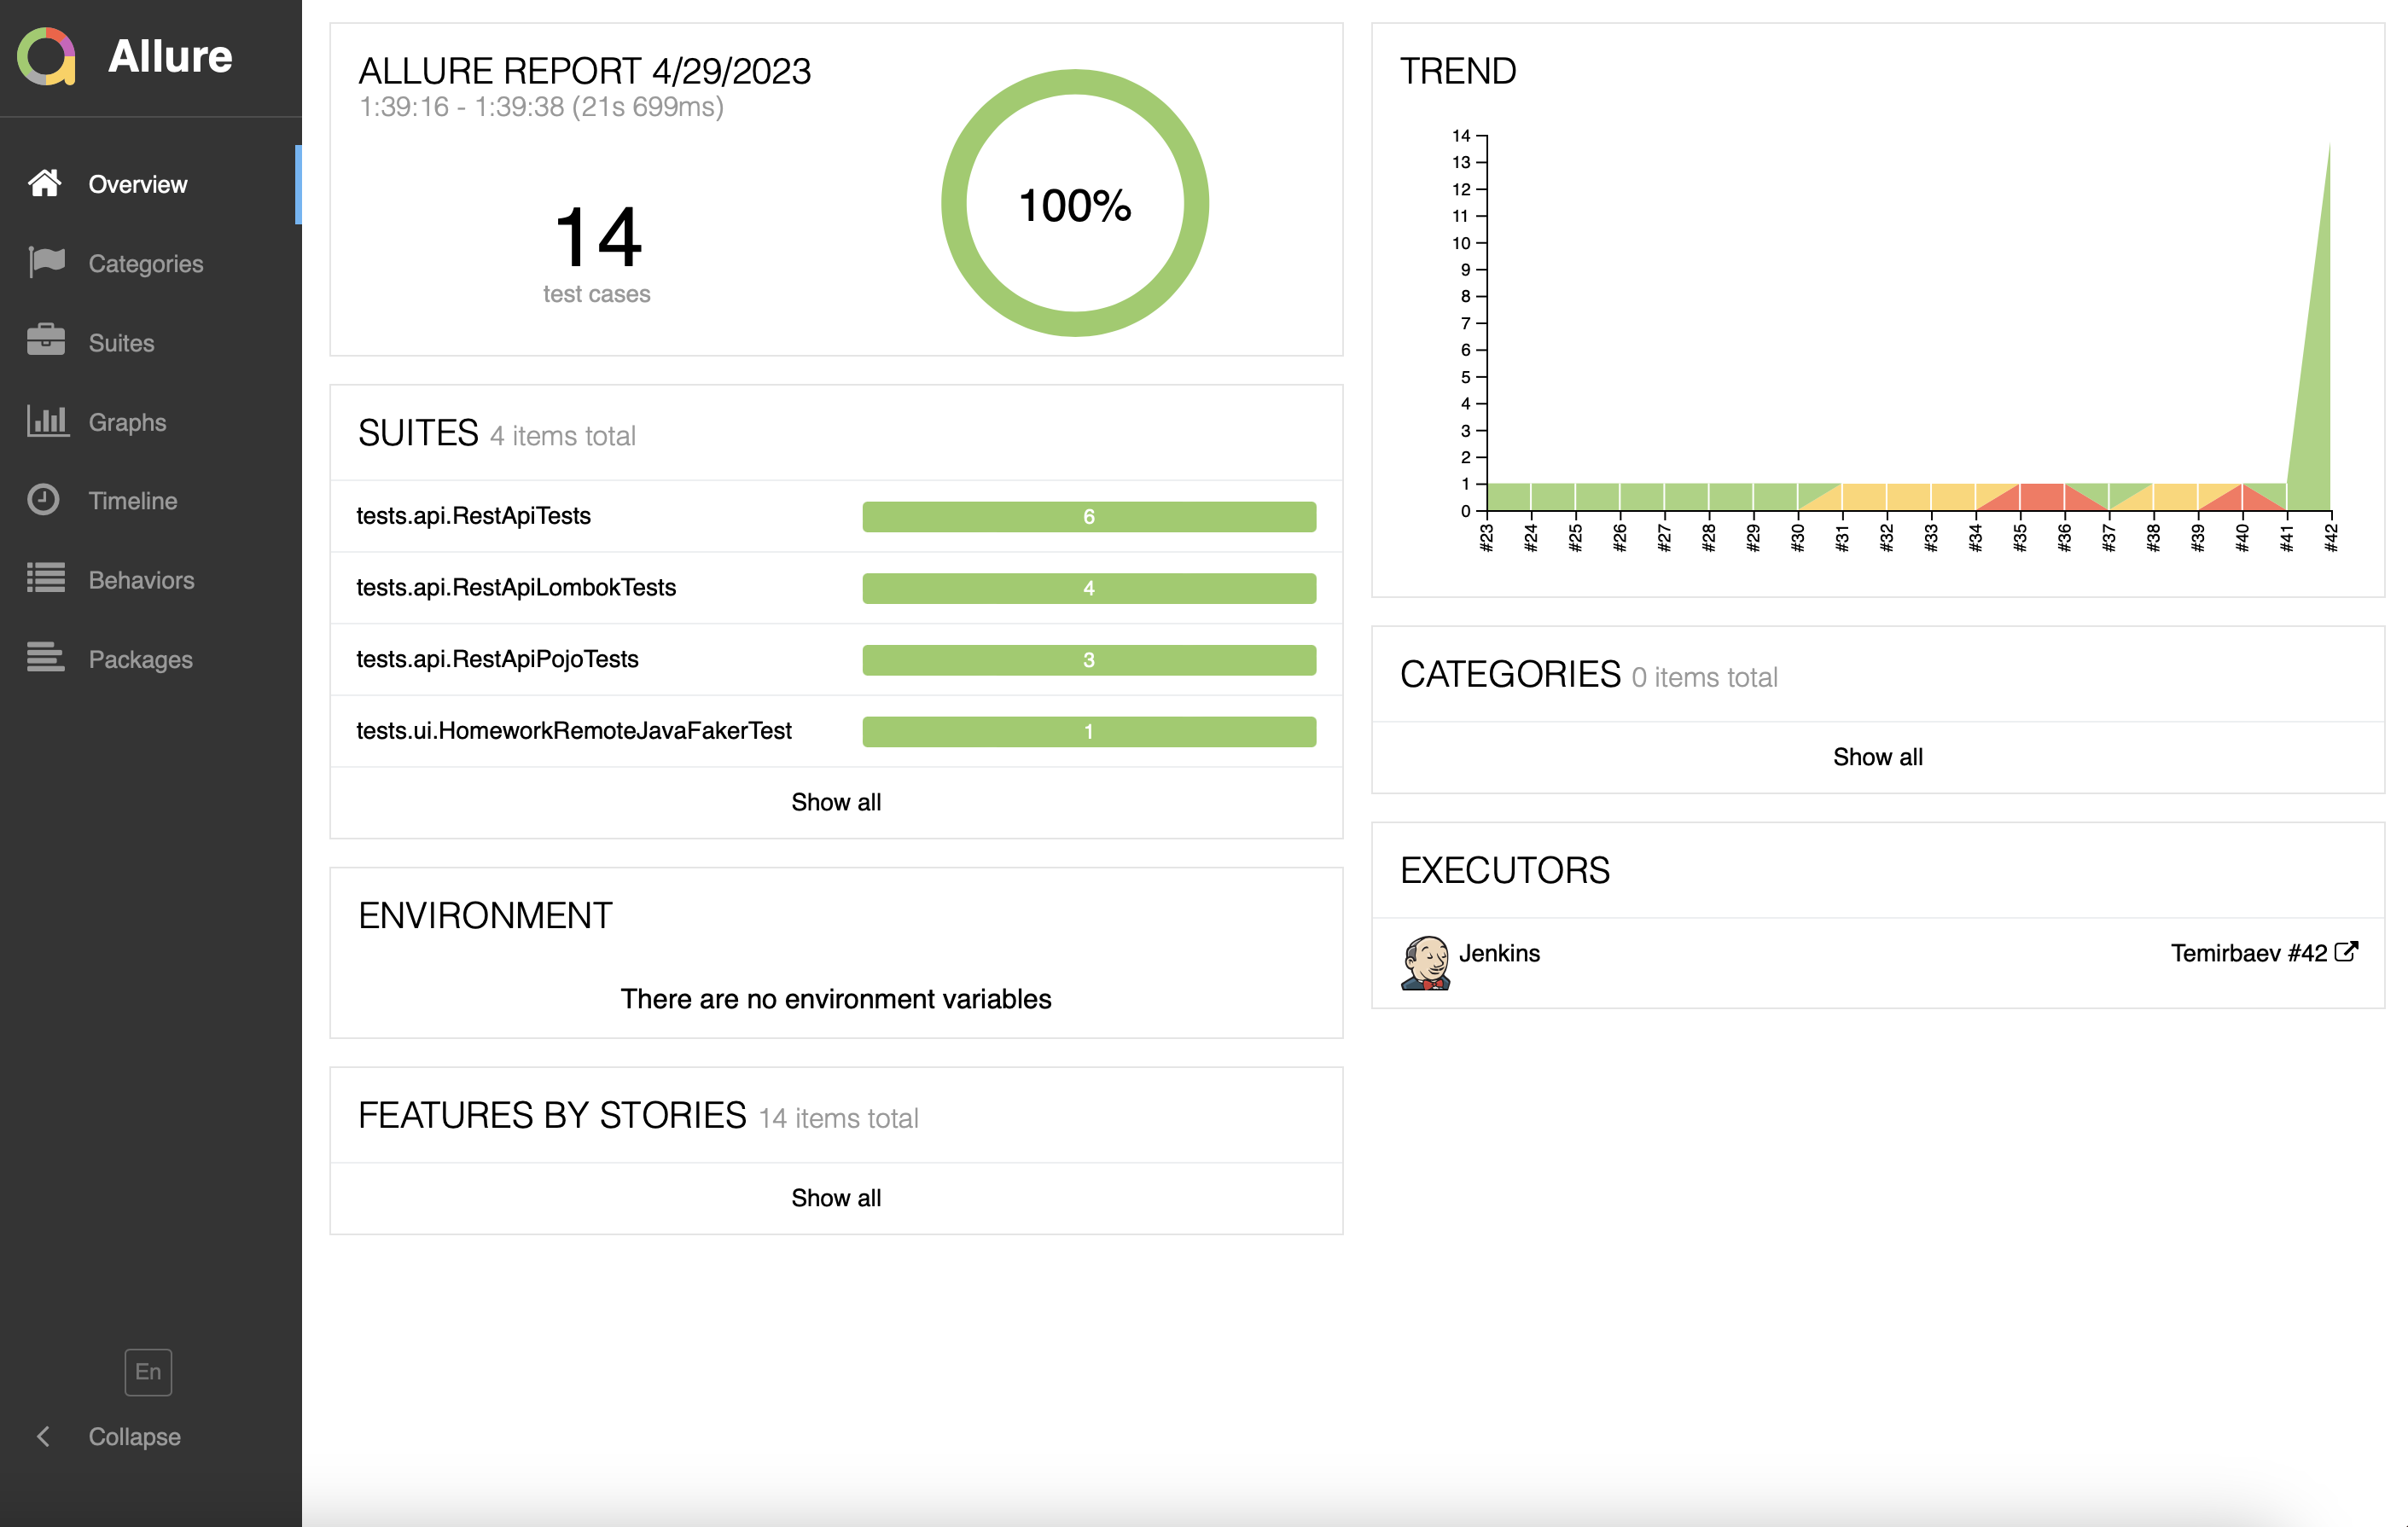 Allure
Overview
Categories
Suites
Graphs
Timeline
Behaviors
Packages
En
Collapse
ALLURE REPORT 4/29/2023
1:39:16 - 1:39:38 (21s 699ms)
14
test cases
100%
SUITES 4 items total
tests.api.RestApiTests 6
tests.api.RestApiLombokTests 4
tests.api.RestApiPojoTests 3
tests.ui.HomeworkRemoteJavaFakerTest 1
Show all
ENVIRONMENT
There are no environment variables
FEATURES BY STORIES 14 items total
Show all
TREND
14
13
12
11
10
9
8
7
6
5
4
3
2
1
0
#23 #24 #25 #26 #27 #28 #29 #30 #31 #32 #33 #34 #35 #36 #37 #38 #39 #40 #41 #42
CATEGORIES 0 items total
Show all
EXECUTORS
Jenkins Temirbaev #42